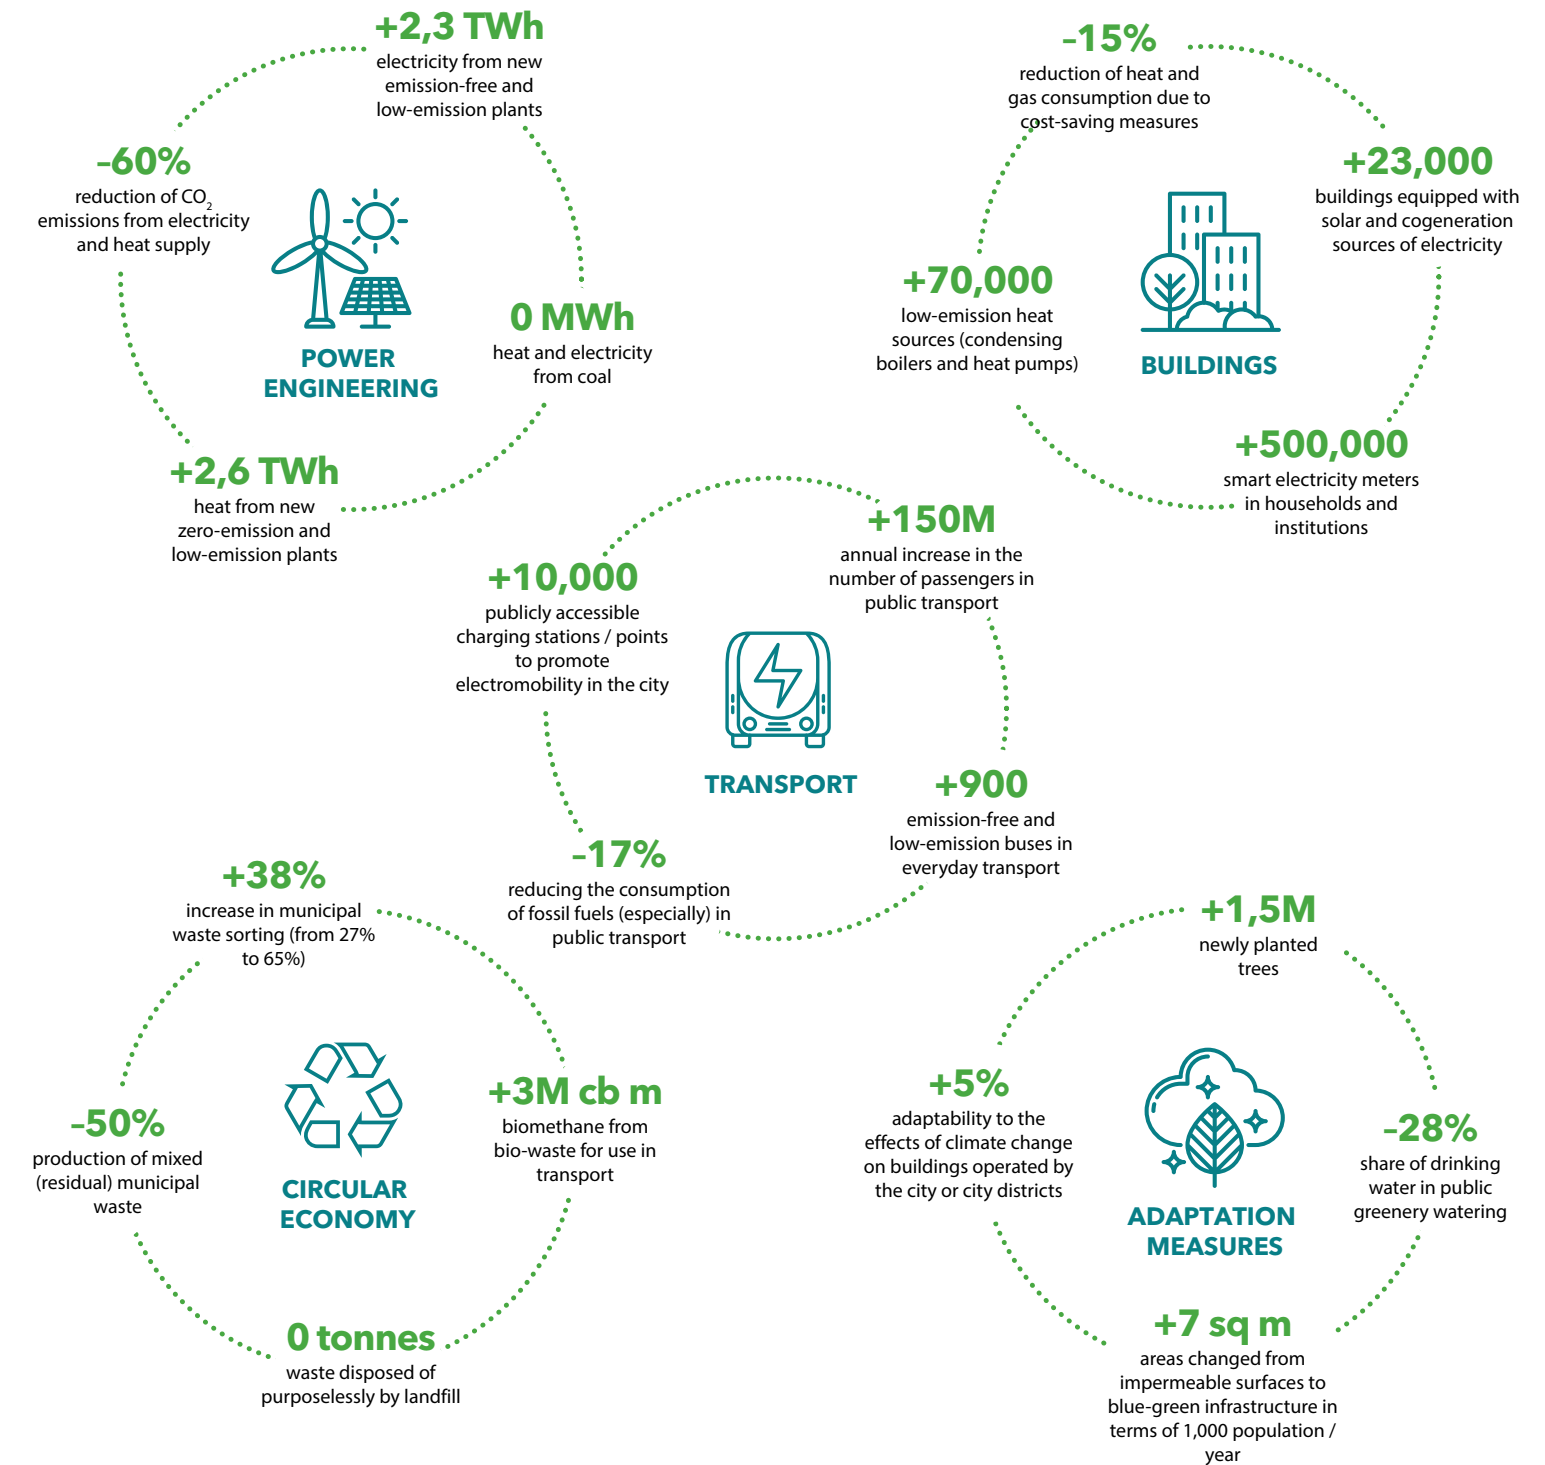 +2,3 TWh
electricity from new
emission-free and
low-emission plants
–60%
reduction of CO2
emissions from electricity
and heat supply
0 MWh
heat and electricity
from coal
POWER
ENGINEERING
+2,6 TWh
heat from new
zero-emission and
low-emission plants
–15%
reduction of heat and
gas consumption due to
cost-saving measures
+23,000
buildings equipped with
solar and cogeneration
sources of electricity
+70,000
low-emission heat
sources (condensing
boilers and heat pumps)
BUILDINGS
+500,000
smart electricity meters
in households and
institutions
+150M
annual increase in the
number of passengers in
public transport
+10,000
publicly accessible
charging stations / points
to promote
electromobility in the city
TRANSPORT
+900
emission-free and
low-emission buses in
everyday transport
–17%
reducing the consumption
of fossil fuels (especially) in
public transport
+38%
increase in municipal
waste sorting (from 27%
to 65%)
+3M cb m
biomethane from
bio-waste for use in
transport
–50%
production of mixed
(residual) municipal
waste
CIRCULAR
ECONOMY
0 tonnes
waste disposed of
purposelessly by landfill
+1,5M
newly planted
trees
+5%
adaptability to the
effects of climate change
on buildings operated by
the city or city districts
–28%
share of drinking
water in public
greenery watering
ADAPTATION
MEASURES
+7 sq m
areas changed from
impermeable surfaces to
blue-green infrastructure in
terms of 1,000 population /
year